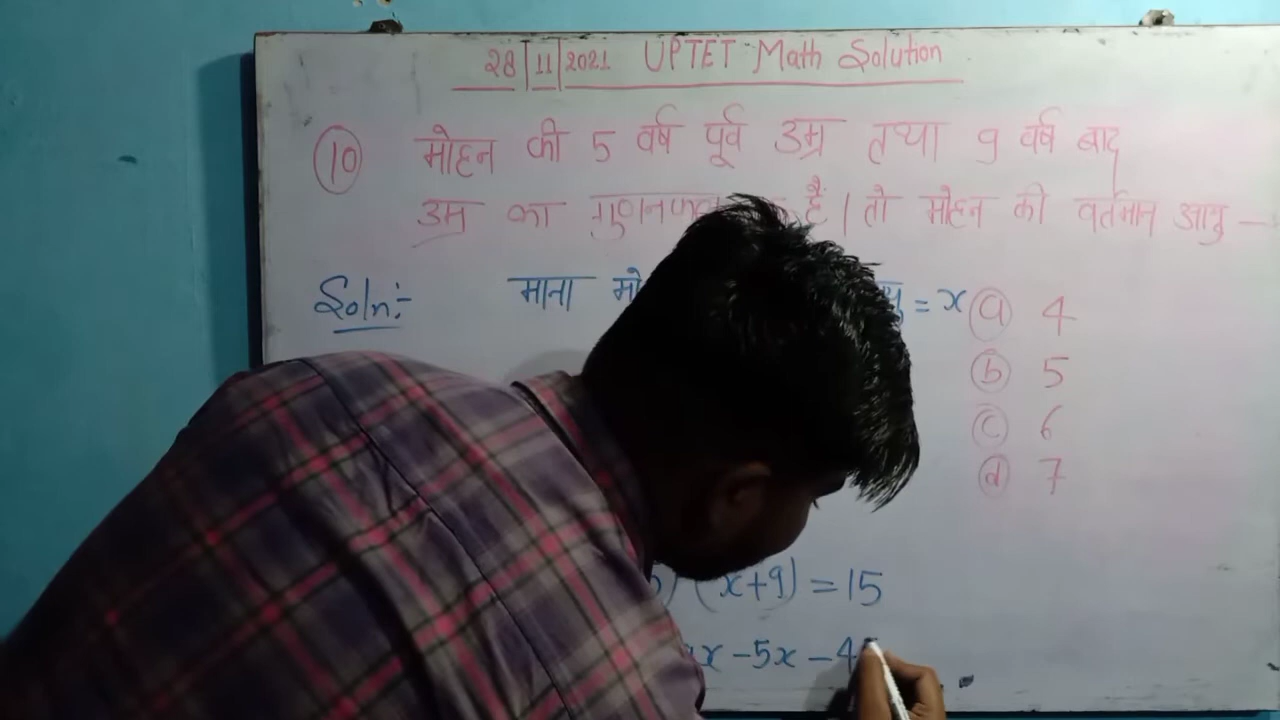 28/11/2021 UPTET Math Solution
10 मोहन की 5 वर्ष पूर्व उम्र तथा 9 वर्ष बाद
उम्र का है। तो मोहन की वर्तमान आयु -
Soln:- माना = x
(a) 4
(b) 5
(c) 6
(d) 7
) (x+9) = 15
x - 5x - 4